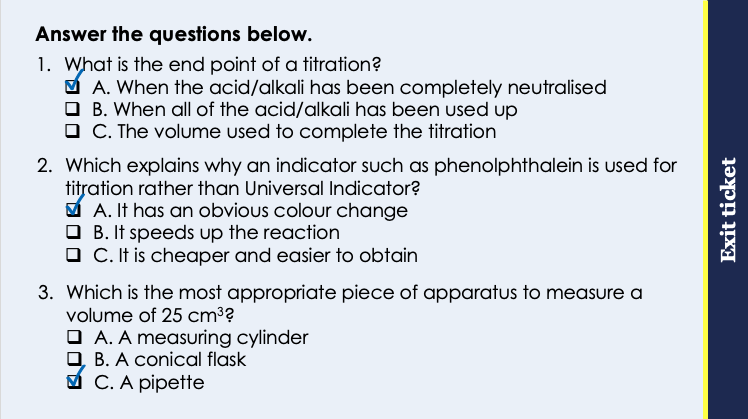 Answer the questions below.
1. What is the end point of a titration?
A. When the acid/alkali has been completely neutralised
B. When all of the acid/alkali has been used up
C. The volume used to complete the titration
2. Which explains why an indicator such as phenolphthalein is used for
titration rather than Universal Indicator?
A. It has an obvious colour change
B. It speeds up the reaction
C. It is cheaper and easier to obtain
3. Which is the most appropriate piece of apparatus to measure a
volume of 25 cm³?
A. A measuring cylinder
B. A conical flask
C. A pipette
Exit ticket